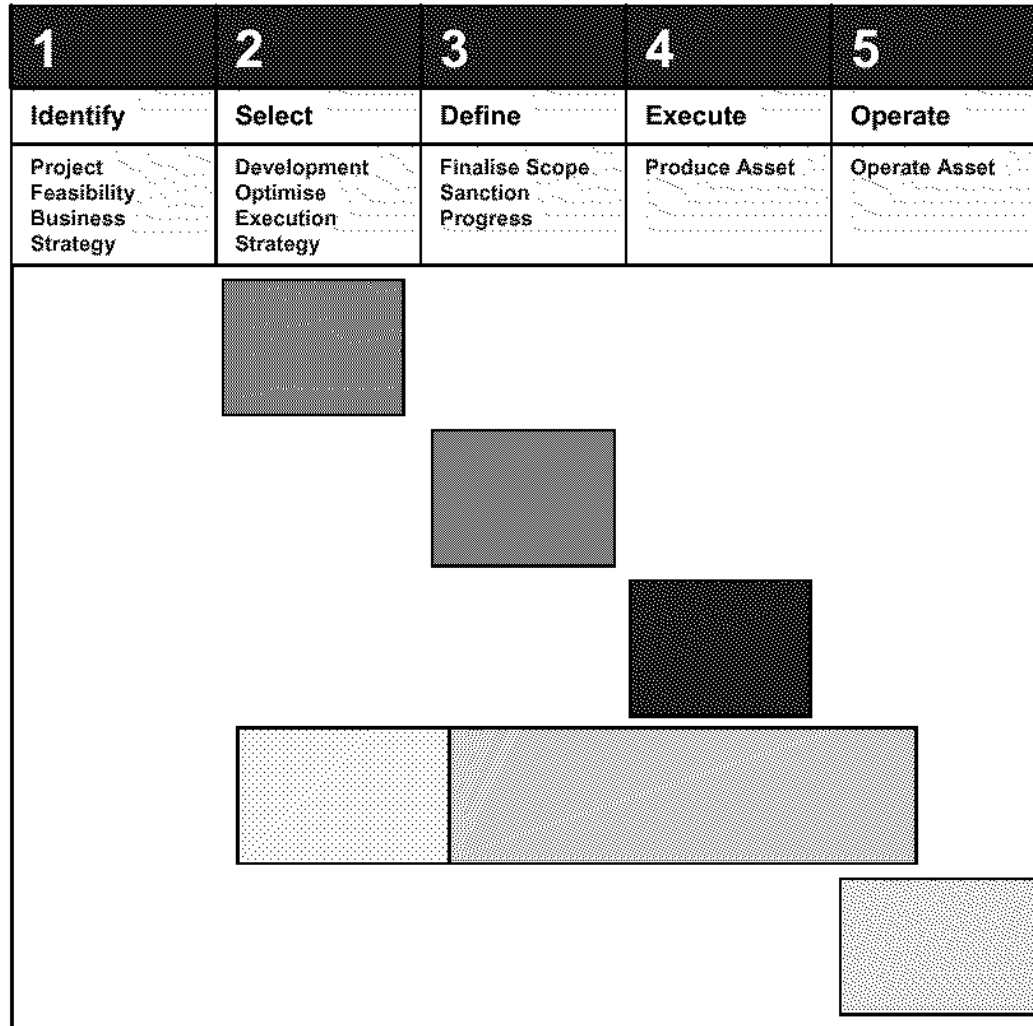 1 2 3 4 5
Identify Select Define Execute Operate
Project Development Finalise Scope Produce Asset Operate Asset
Feasibility Optimise Sanction
Business Execution Progress
Strategy Strategy